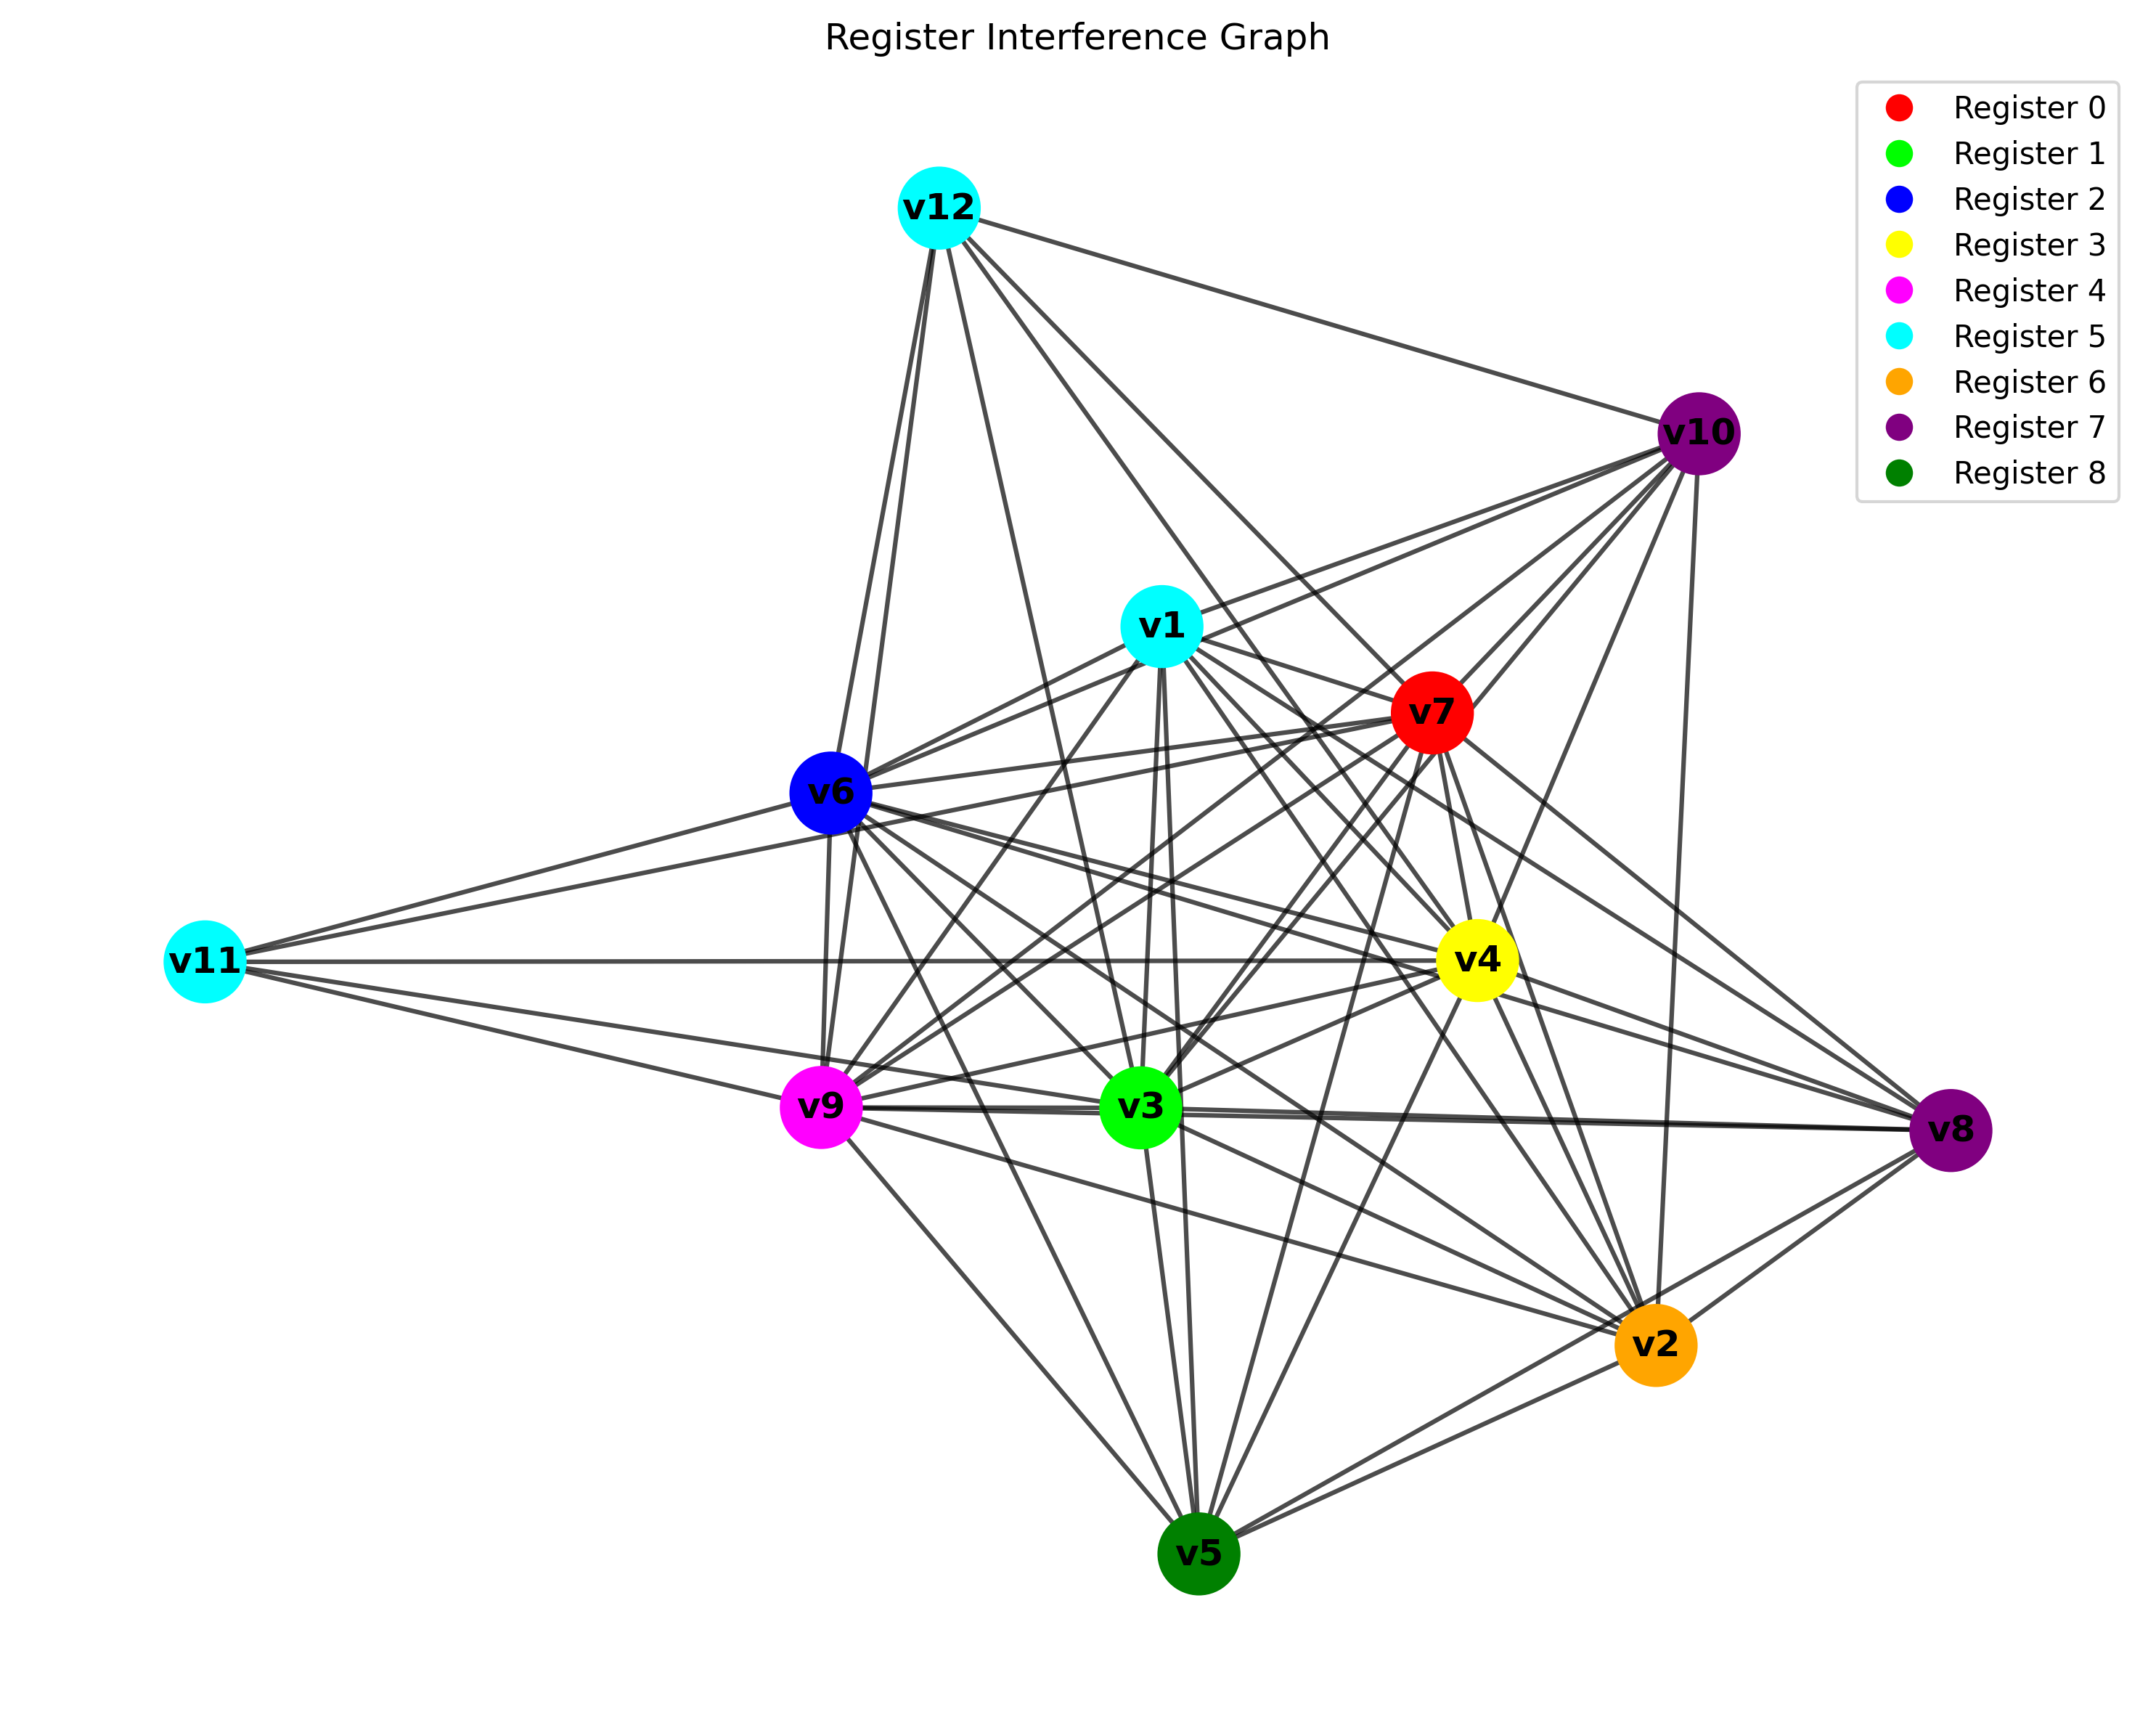 Register Interference Graph
Register 0
Register 1
Register 2
Register 3
Register 4
Register 5
Register 6
Register 7
Register 8
v12
v10
v1
v7
v6
v11
v4
v9
v3
v8
v2
v5